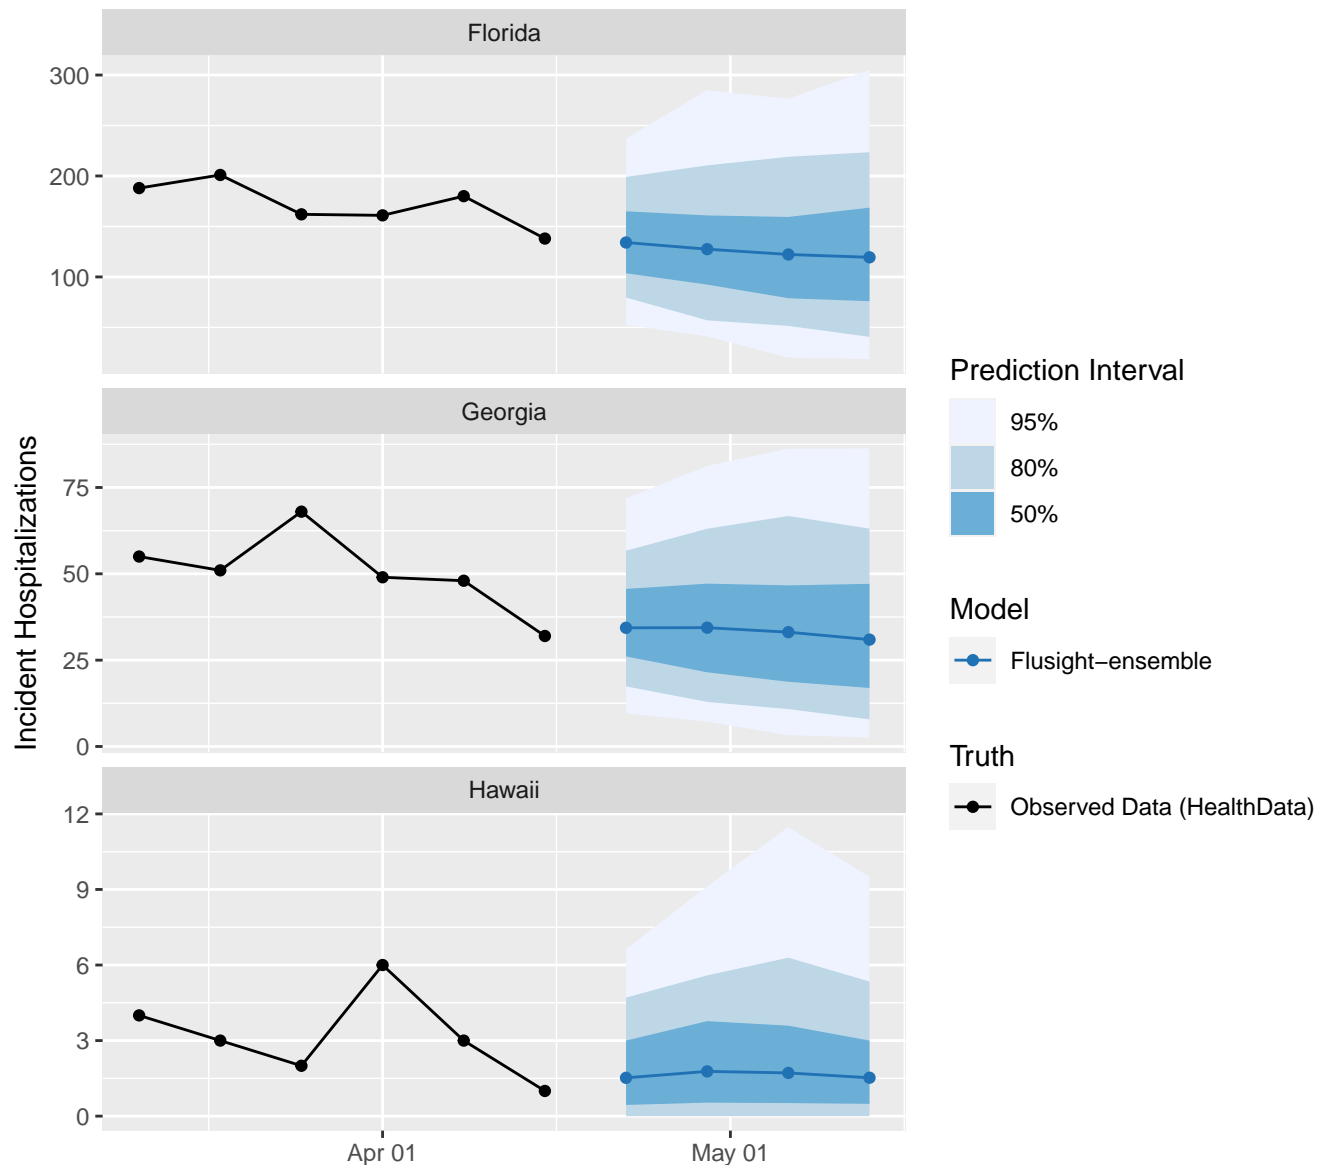 Florida
300
200
100
Georgia
75
50
25
0
Hawaii
12
9
6
3
0
Apr 01
May 01
Incident Hospitalizations
Prediction Interval
95%
80%
50%
Model
Flusight−ensemble
Truth
Observed Data (HealthData)